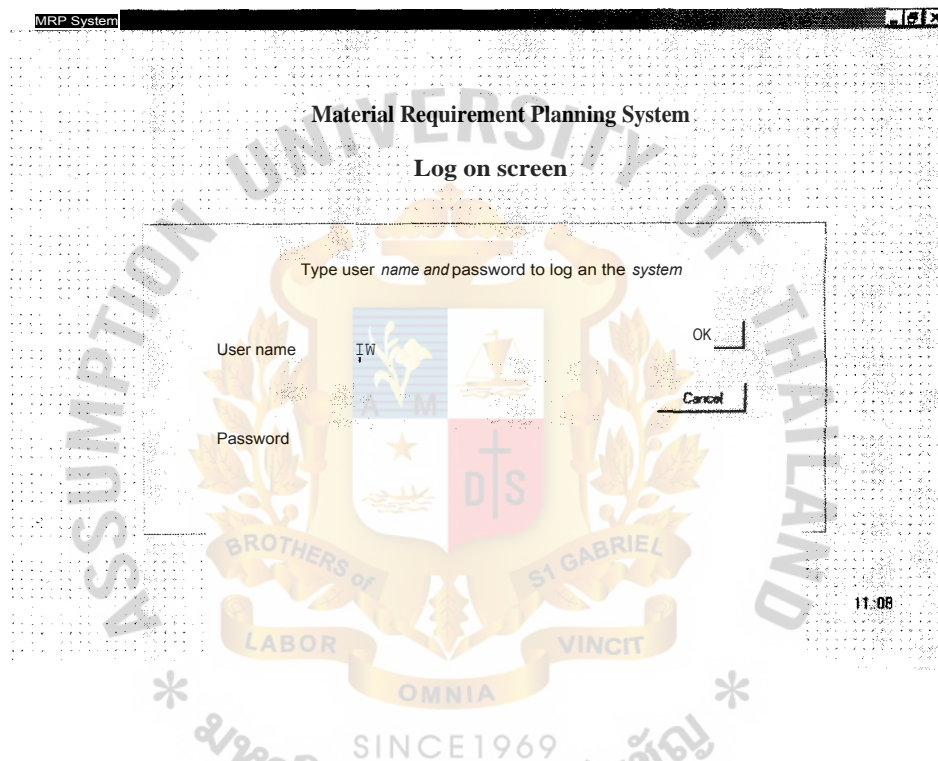 MRP System
Material Requirement Planning System
Log on screen
Type user name and password to log an the system
OK
User name IW
Cancel
Password
11:08
ASSUMPTION UNIVERSITY OF THAILAND
A M
D S
BROTHERS of S1 GABRIEL
LABOR VINCIT
OMNIA
SINCE1969